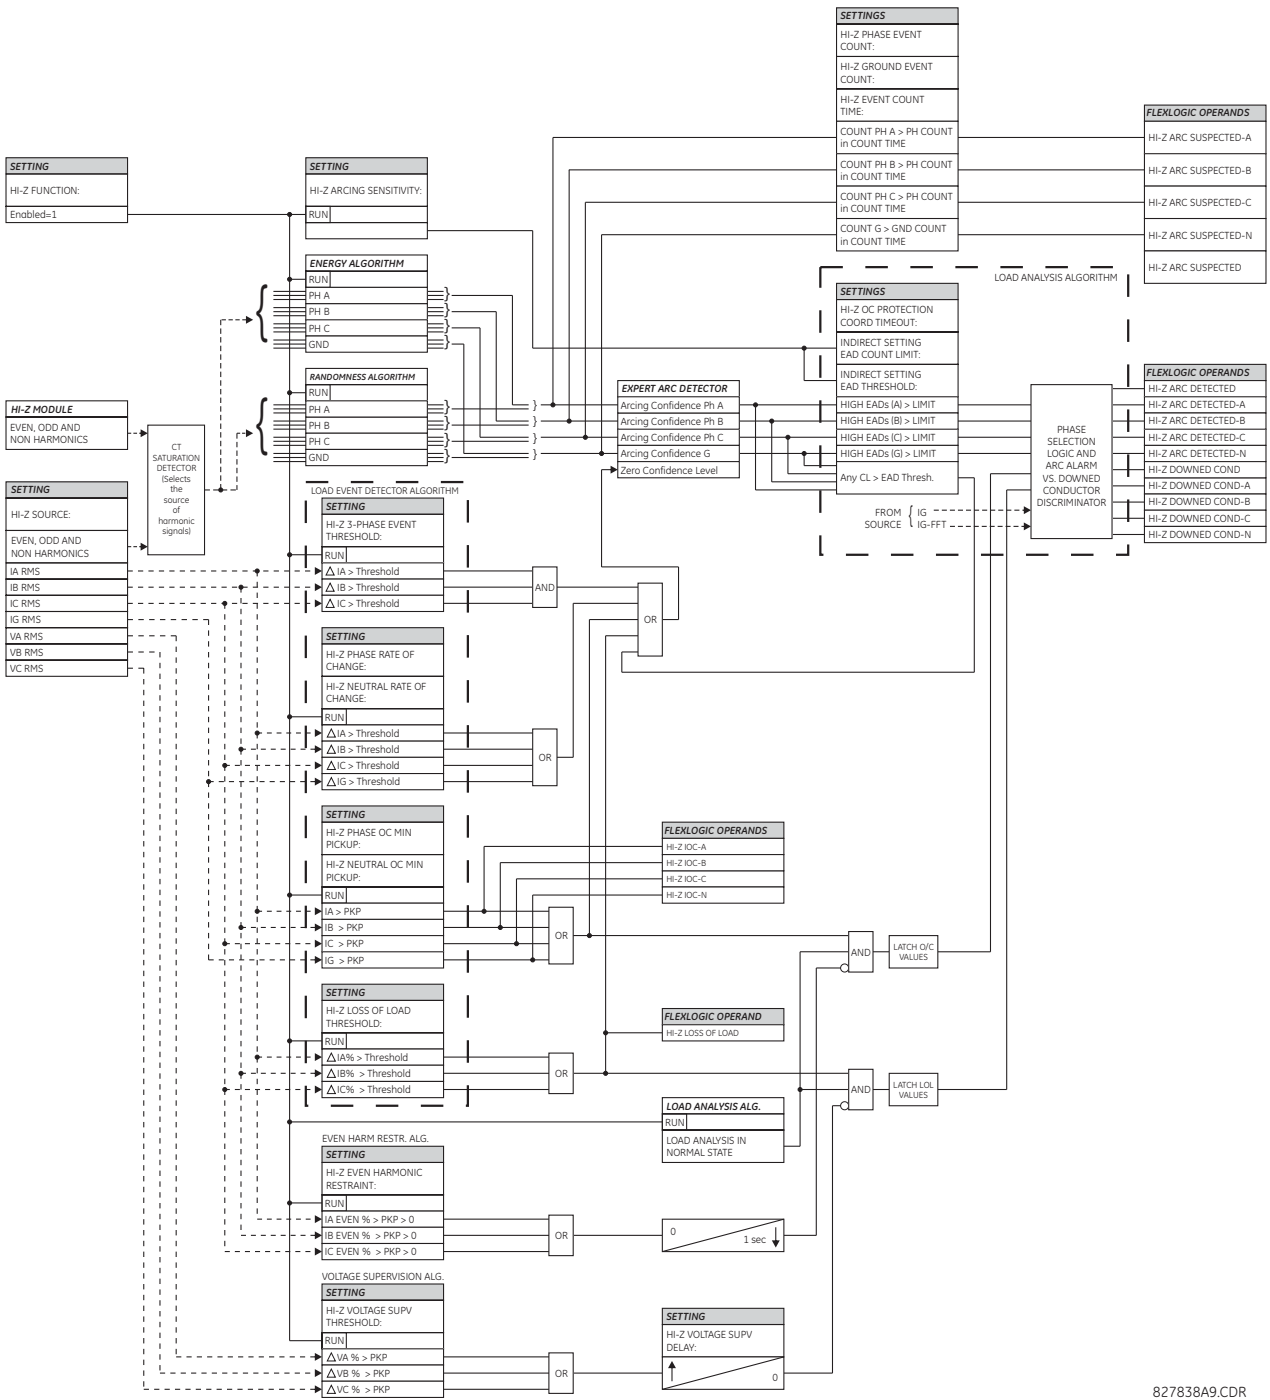 SETTINGS
HI-Z PHASE EVENT
COUNT:
HI-Z GROUND EVENT
COUNT:
HI-Z EVENT COUNT
TIME:
COUNT PH A > PH COUNT
in COUNT TIME
COUNT PH B > PH COUNT
in COUNT TIME
COUNT PH C > PH COUNT
in COUNT TIME
COUNT G > GND COUNT
in COUNT TIME
FLEXLOGIC OPERANDS
HI-Z ARC SUSPECTED-A
HI-Z ARC SUSPECTED-B
HI-Z ARC SUSPECTED-C
HI-Z ARC SUSPECTED-N
HI-Z ARC SUSPECTED
SETTING
HI-Z FUNCTION:
Enabled=1
SETTING
HI-Z ARCING SENSITIVITY:
RUN
ENERGY ALGORITHM
RUN
PH A
PH B
PH C
GND
RANDOMNESS ALGORITHM
RUN
PH A
PH B
PH C
GND
HI-Z MODULE
EVEN, ODD AND
NON HARMONICS
CT
SATURATION
DETECTOR
(Selects
the
source
of
harmonic
signals)
SETTING
HI-Z SOURCE:
EVEN, ODD AND
NON HARMONICS
IA RMS
IB RMS
IC RMS
IG RMS
VA RMS
VB RMS
VC RMS
EXPERT ARC DETECTOR
Arcing Confidence Ph A
Arcing Confidence Ph B
Arcing Confidence Ph C
Arcing Confidence G
Zero Confidence Level
LOAD ANALYSIS ALGORITHM
SETTINGS
HI-Z OC PROTECTION
COORD TIMEOUT:
INDIRECT SETTING
EAD COUNT LIMIT:
INDIRECT SETTING
EAD THRESHOLD:
HIGH EADs (A) > LIMIT
HIGH EADs (B) > LIMIT
HIGH EADs (C) > LIMIT
HIGH EADs (G) > LIMIT
Any CL > EAD Thresh.
FROM { IG
SOURCE { IG-FFT
PHASE
SELECTION
LOGIC AND
ARC ALARM
VS. DOWNED
CONDUCTOR
DISCRIMINATOR
FLEXLOGIC OPERANDS
HI-Z ARC DETECTED
HI-Z ARC DETECTED-A
HI-Z ARC DETECTED-B
HI-Z ARC DETECTED-C
HI-Z ARC DETECTED-N
HI-Z DOWNED COND
HI-Z DOWNED COND-A
HI-Z DOWNED COND-B
HI-Z DOWNED COND-C
HI-Z DOWNED COND-N
LOAD EVENT DETECTOR ALGORITHM
SETTING
HI-Z 3-PHASE EVENT
THRESHOLD:
RUN
△ IA > Threshold
△ IB > Threshold
△ IC > Threshold
AND
OR
SETTING
HI-Z PHASE RATE OF
CHANGE:
HI-Z NEUTRAL RATE OF
CHANGE:
RUN
△ IA > Threshold
△ IB > Threshold
△ IC > Threshold
△ IG > Threshold
OR
SETTING
HI-Z PHASE OC MIN
PICKUP:
HI-Z NEUTRAL OC MIN
PICKUP:
RUN
IA > PKP
IB > PKP
IC > PKP
IG > PKP
OR
FLEXLOGIC OPERANDS
HI-Z IOC-A
HI-Z IOC-B
HI-Z IOC-C
HI-Z IOC-N
AND
LATCH O/C
VALUES
SETTING
HI-Z LOSS OF LOAD
THRESHOLD:
RUN
△ IA% > Threshold
△ IB% > Threshold
△ IC% > Threshold
OR
FLEXLOGIC OPERAND
HI-Z LOSS OF LOAD
AND
LATCH LOL
VALUES
LOAD ANALYSIS ALG.
RUN
LOAD ANALYSIS IN
NORMAL STATE
EVEN HARM RESTR. ALG.
SETTING
HI-Z EVEN HARMONIC
RESTRAINT:
RUN
IA EVEN % > PKP > 0
IB EVEN % > PKP > 0
IC EVEN % > PKP > 0
OR
0
1 sec
VOLTAGE SUPERVISION ALG.
SETTING
HI-Z VOLTAGE SUPV
THRESHOLD:
RUN
△ VA % > PKP
△ VB % > PKP
△ VC % > PKP
OR
SETTING
HI-Z VOLTAGE SUPV
DELAY:
0
827838A9.CDR